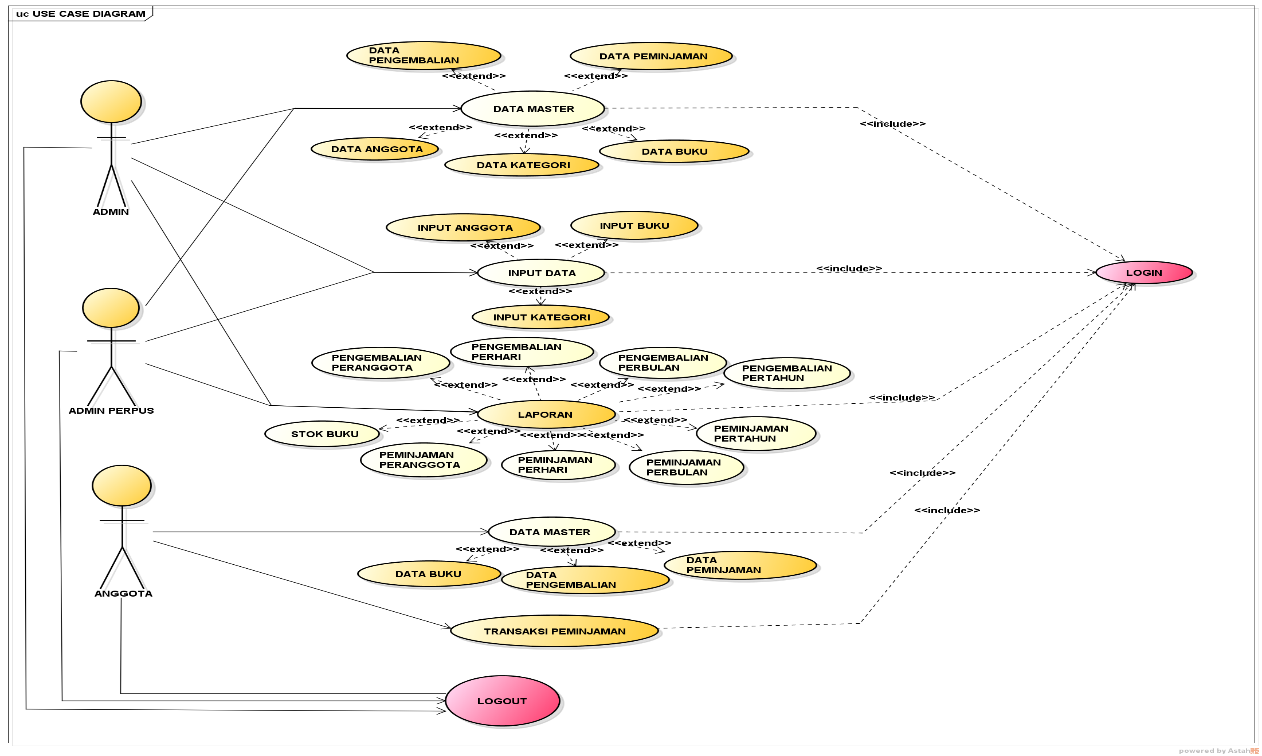 uc USE CASE DIAGRAM
DATA
PENGEMBALIAN
DATA PEMINJAMAN
<<extend>>
<<extend>>
DATA MASTER
<<include>>
<<extend>>
<<extend>>
<<extend>>
DATA ANGGOTA
DATA KATEGORI
DATA BUKU
ADMIN
INPUT ANGGOTA
INPUT BUKU
<<extend>>
<<extend>>
INPUT DATA
<<include>>
LOGIN
<<extend>>
INPUT KATEGORI
PENGEMBALIAN
PERANGGOTA
PENGEMBALIAN
PERHARI
PENGEMBALIAN
PERBULAN
PENGEMBALIAN
PERTAHUN
<<extend>>
<<extend>>
<<extend>>
<<extend>>
<<include>>
ADMIN PERPUS
LAPORAN
<<extend>>
<<extend>>
<<extend>>
<<extend>>
<<extend>>
STOK BUKU
PEMINJAMAN
PERANGGOTA
PEMINJAMAN
PERHARI
PEMINJAMAN
PERBULAN
PEMINJAMAN
PERTAHUN
<<include>>
<<include>>
DATA MASTER
<<extend>>
<<extend>>
<<extend>>
DATA BUKU
DATA
PENGEMBALIAN
DATA
PEMINJAMAN
ANGGOTA
TRANSAKSI PEMINJAMAN
LOGOUT
powered by Astah